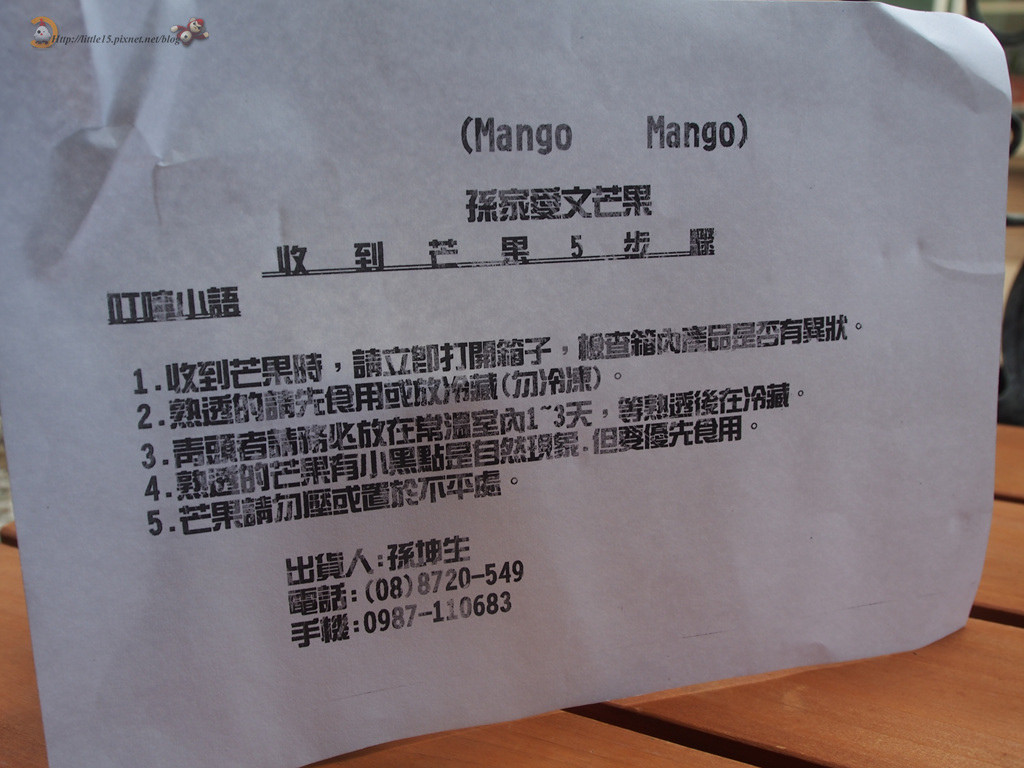 Http://little15.pixnet.net/blog
(Mango Mango)
孫家愛文芒果
收到芒果5步驟
叮嚀小語
1.收到芒果時，請立即打開箱子，檢查箱內產品是否有異狀。
2.熟透的請先食用或放冷藏(勿冷凍)。
3.青頭者請務必放在常溫室內1~3天，等熟透後在冷藏。
4.熟透的芒果有小黑點是自然現象.但要優先食用。
5.芒果請勿壓或置於不平處。
出貨人:孫坤生
電話:(08)8720-549
手機:0987-110683